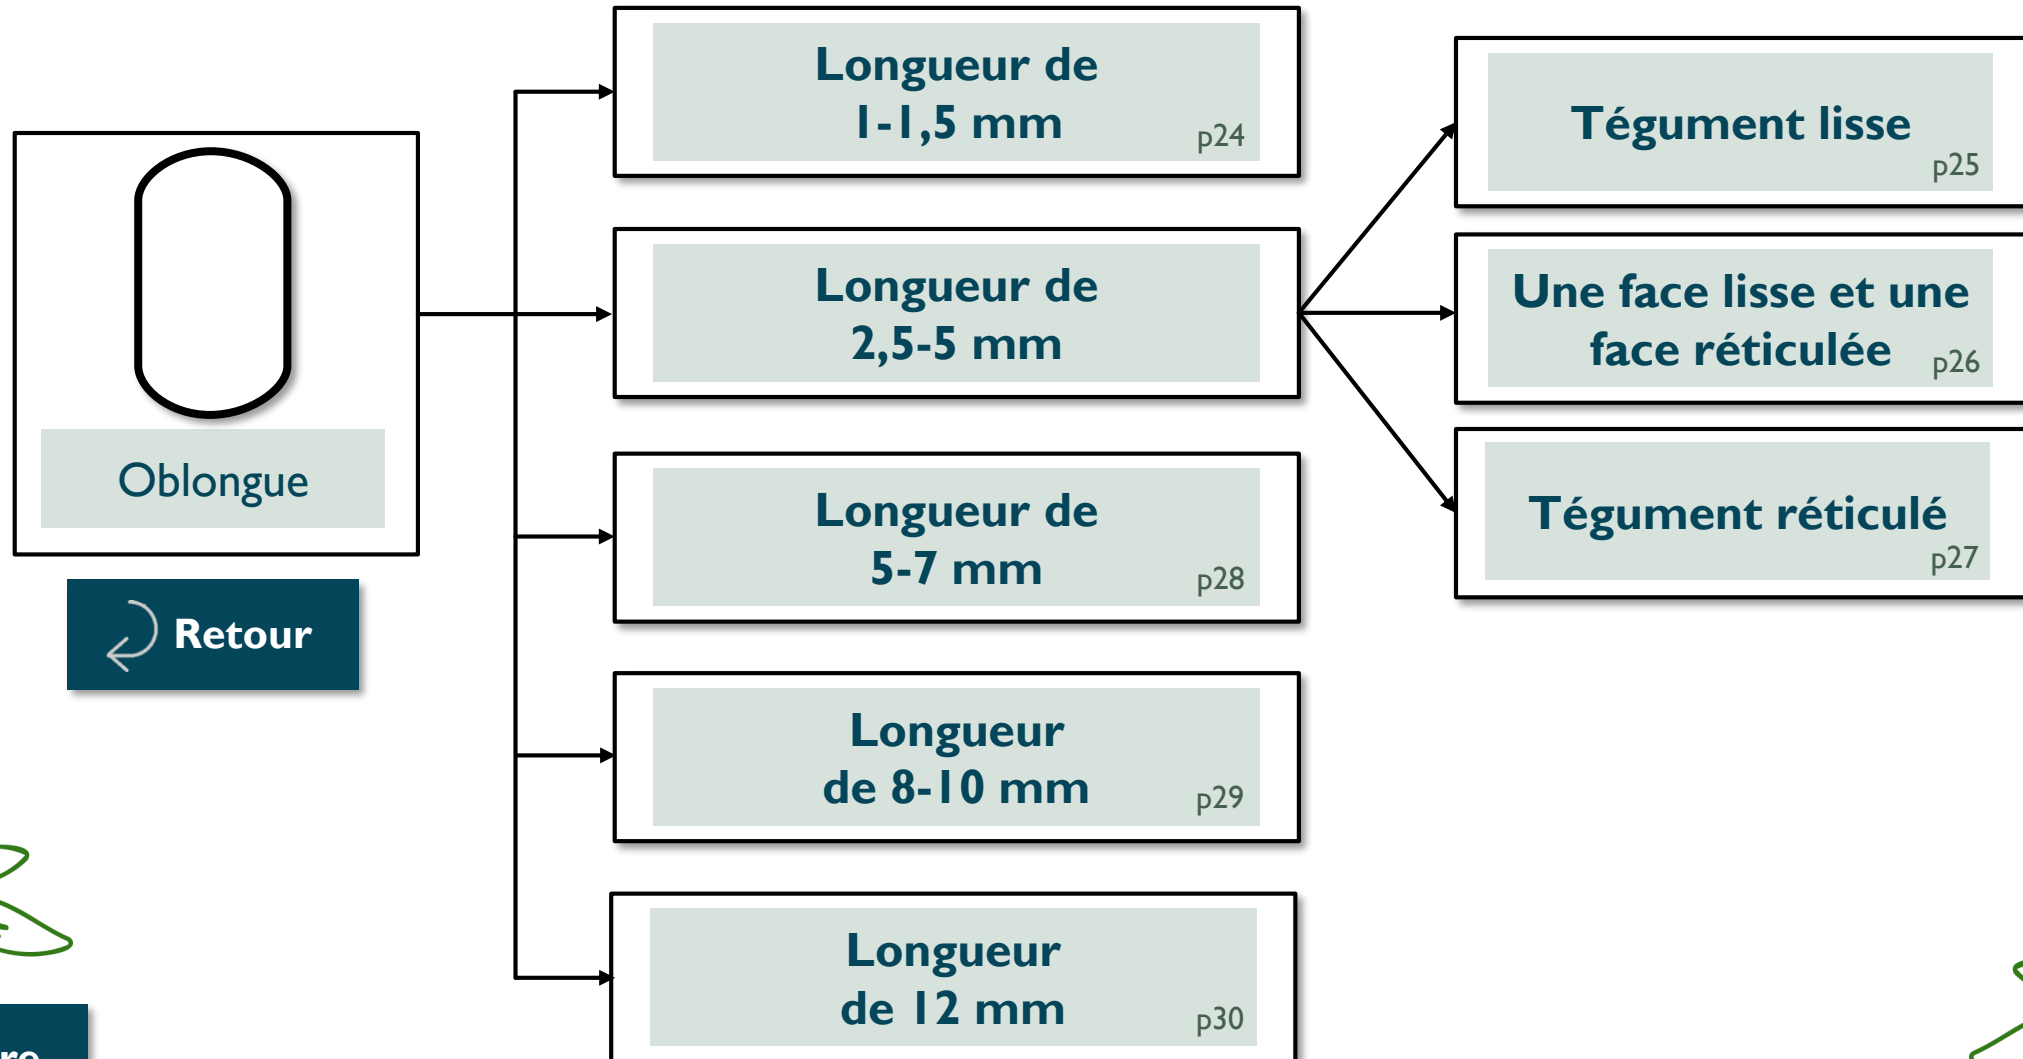 Oblongue
Retour
Longueur de
1-1,5 mm
p24
Longueur de
2,5-5 mm
Longueur de
5-7 mm
p28
Longueur
de 8-10 mm
p29
Longueur
de 12 mm
p30
Tégument lisse
p25
Une face lisse et une
face réticulée
p26
Tégument réticulé
p27